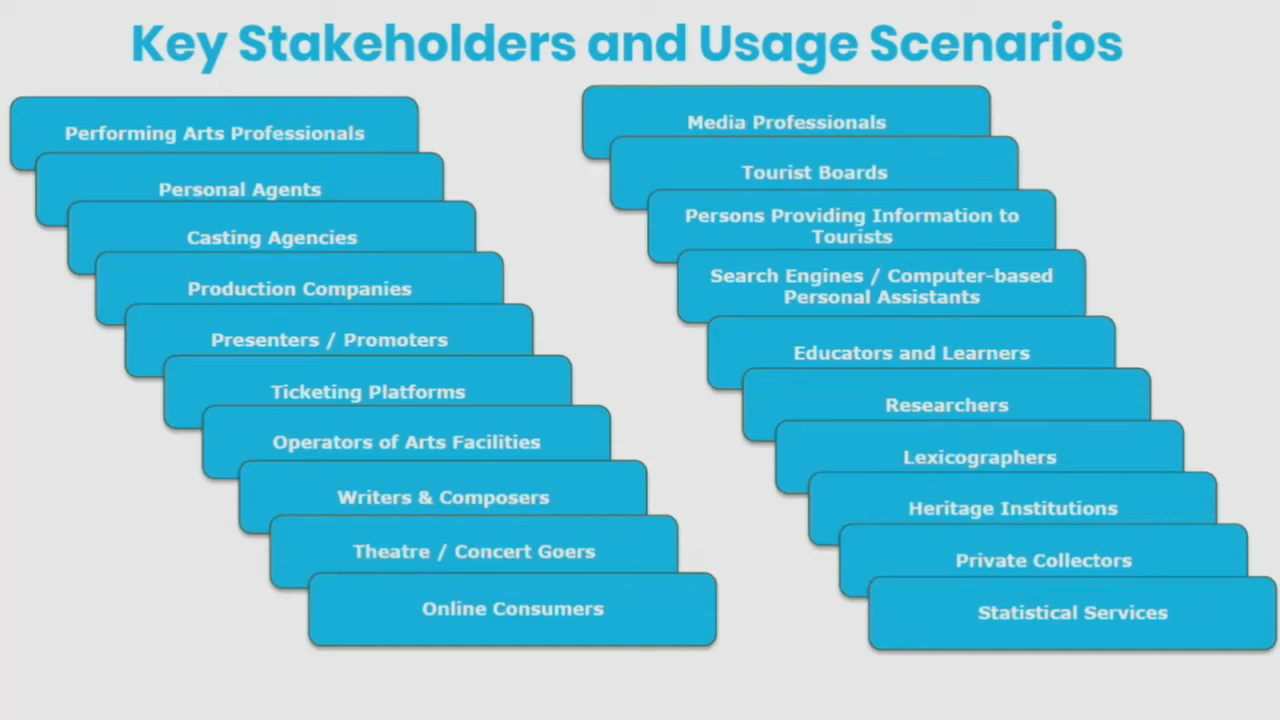 Key Stakeholders and Usage Scenarios
Performing Arts Professionals
Personal Agents
Casting Agencies
Production Companies
Presenters / Promoters
Ticketing Platforms
Operators of Arts Facilities
Writers & Composers
Theatre / Concert Goers
Online Consumers
Media Professionals
Tourist Boards
Persons Providing Information to
Tourists
Search Engines / Computer-based
Personal Assistants
Educators and Learners
Researchers
Lexicographers
Heritage Institutions
Private Collectors
Statistical Services